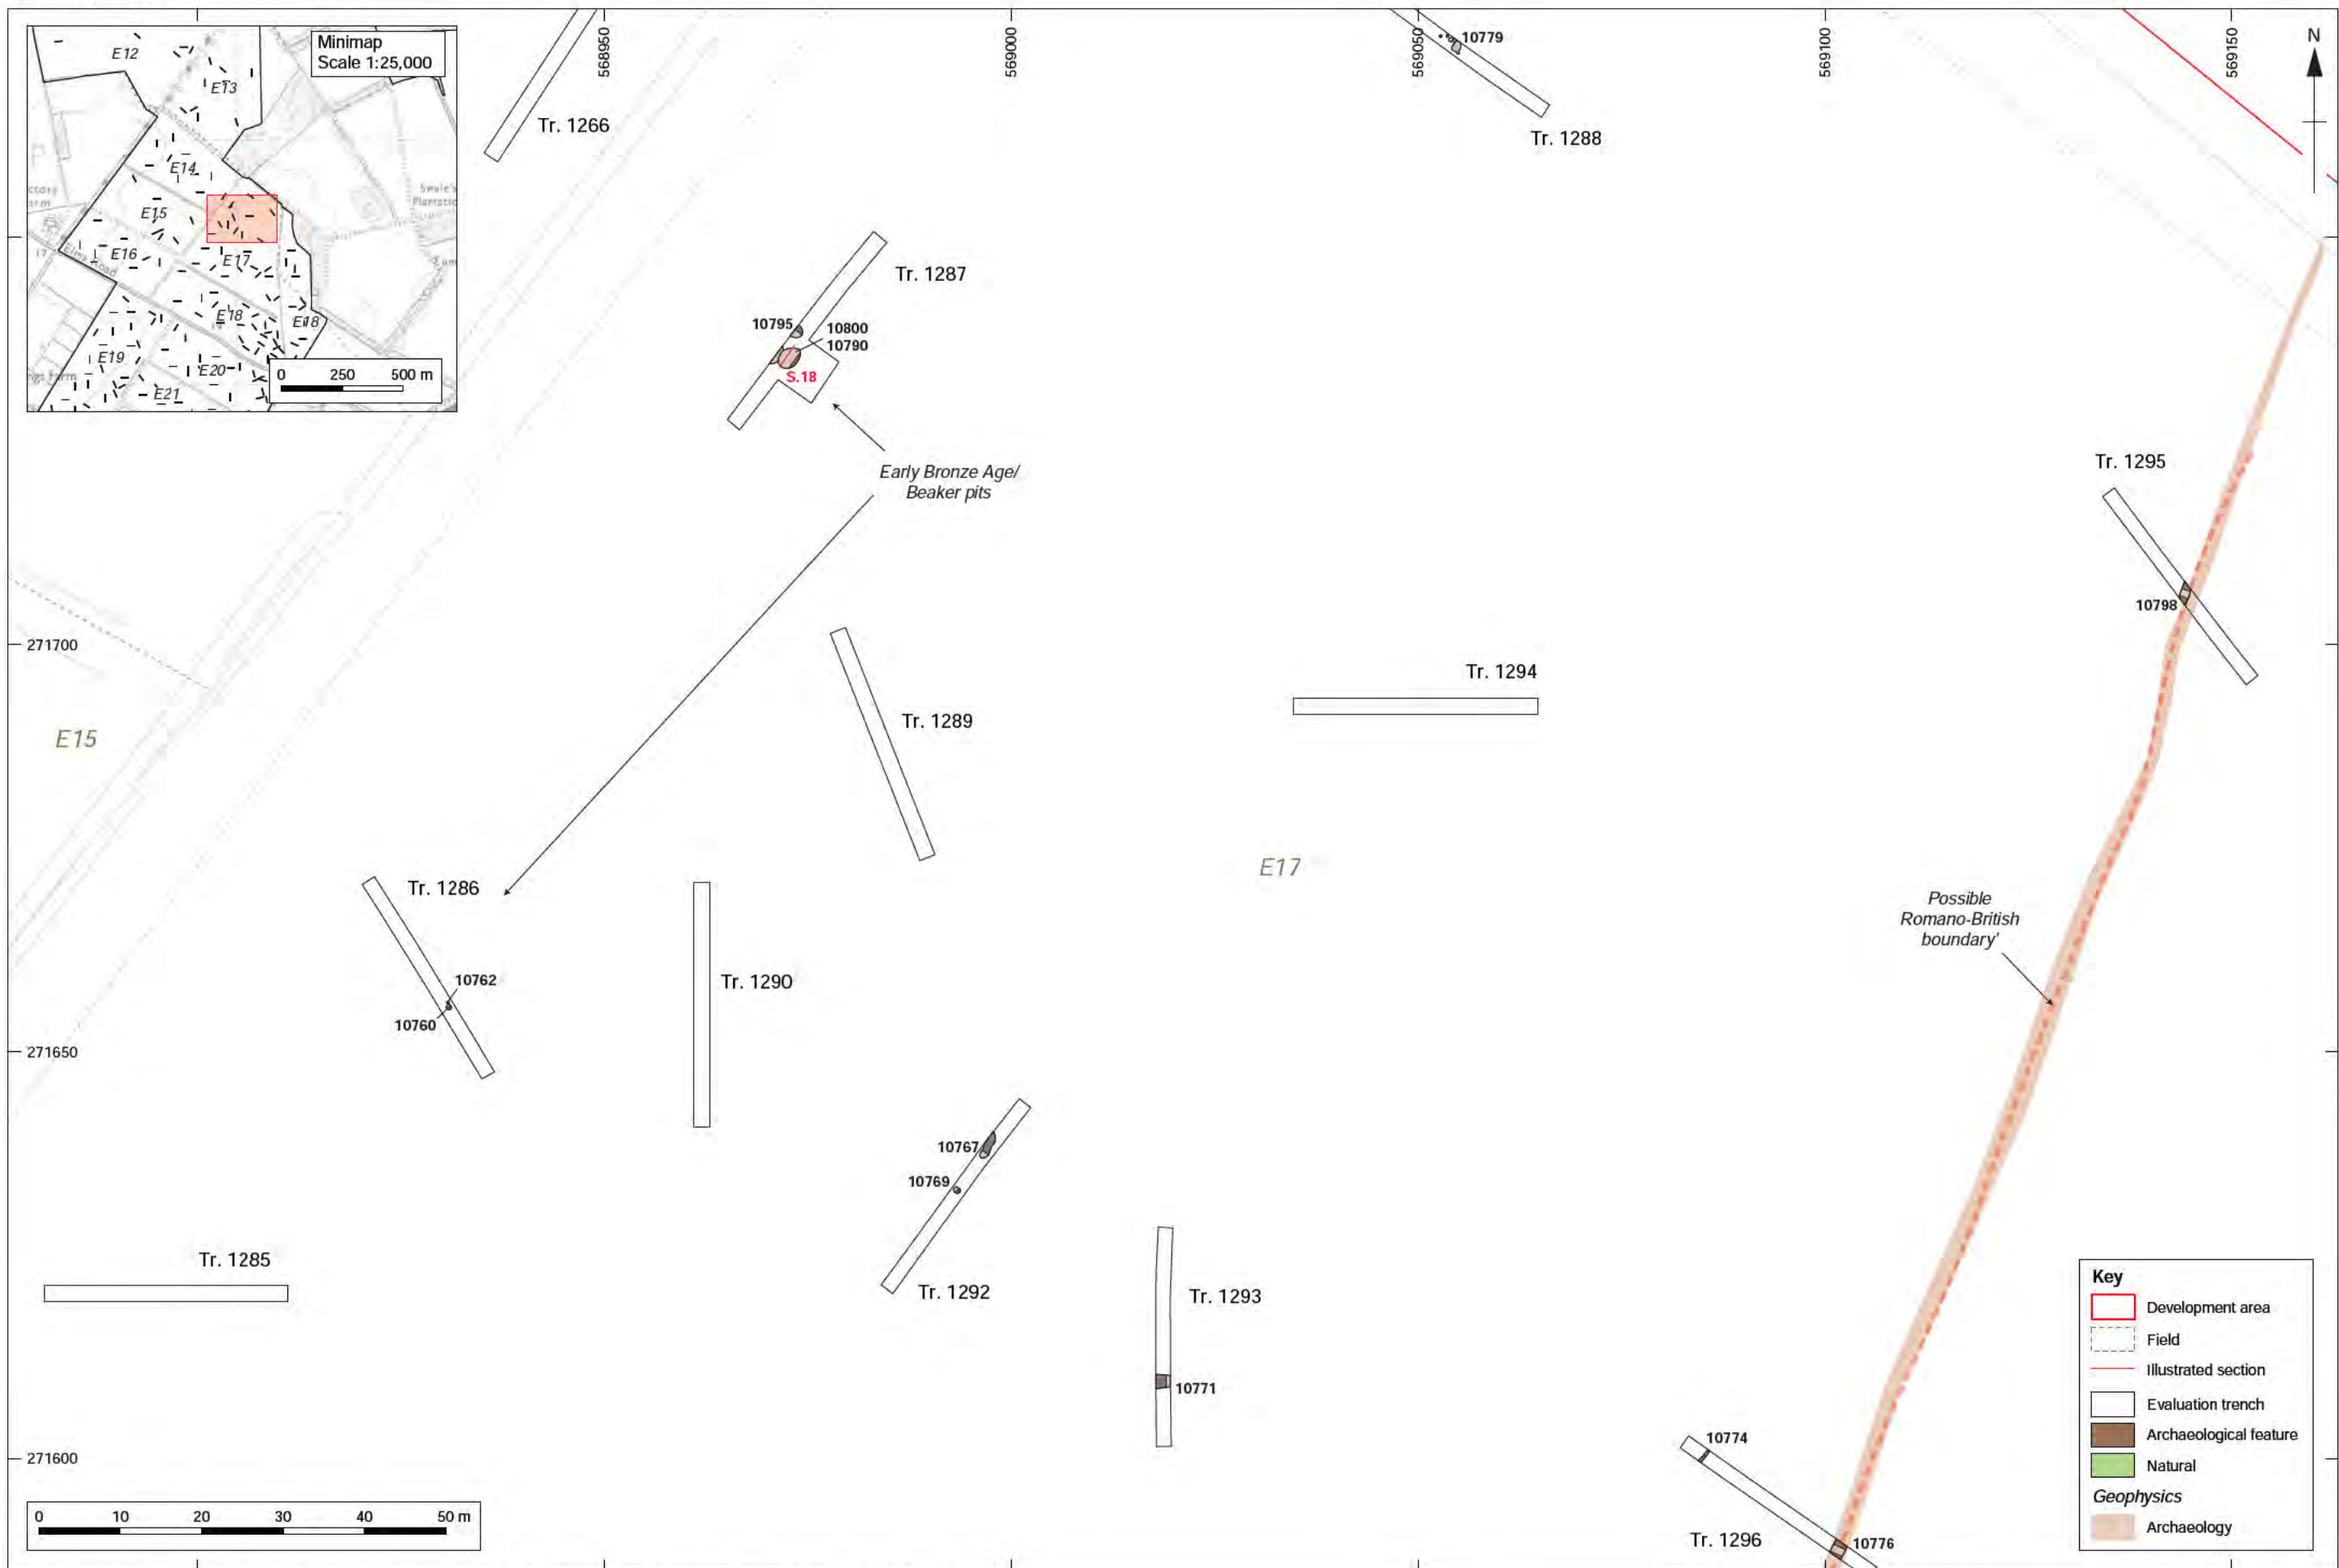 Minimap
Scale 1:25,000
E12
E13
E14
E15
E16
E17
E18
E18
E19
E20
E21
Swale's
17
Road
0 250 500 m
568950
569000
569050
569100
569150
N
10779
Tr. 1266
Tr. 1288
Tr. 1287
10795
10800
10790
S.18
Early Bronze Age/
Beaker pits
Tr. 1295
10798
271700
Tr. 1294
Tr. 1289
E15
E17
Tr. 1286
Possible
Romano-British
boundary'
10762
Tr. 1290
10760
271650
10767
10769
Tr. 1285
Tr. 1292
Tr. 1293
10771
10774
271600
Tr. 1296
10776
0 10 20 30 40 50 m
Key
Development area
Field
Illustrated section
Evaluation trench
Archaeological feature
Natural
Geophysics
Archaeology